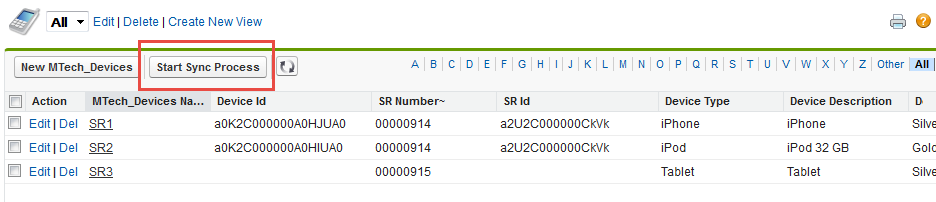 All Edit | Delete | Create New View
New MTech_Devices Start Sync Process A B C D E F G H I J K L M N O P Q R S T U V W X Y Z Other All
Action MTech_Devices Na... Device Id SR Number~ SR Id Device Type Device Description D
Edit | Del SR1 a0K2C000000A0HJUA0 00000914 a2U2C000000CkVk iPhone iPhone Silve
Edit | Del SR2 a0K2C000000A0HIUA0 00000914 a2U2C000000CkVk iPod iPod 32 GB Gold
Edit | Del SR3 00000915 Tablet Tablet Silve